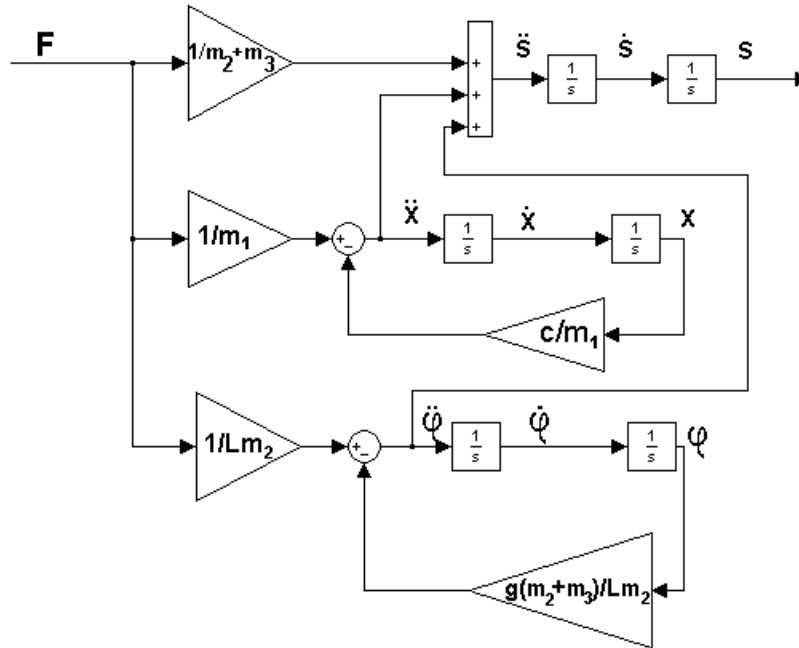 F
1/m₂+m₃
+
+
+
s̈
1
s
ṡ
1
s
s
1/m₁
+
−
ẍ
1
s
ẋ
1
s
x
c/m₁
1/Lm₂
+
−
φ̈
1
s
φ̇
1
s
φ
g(m₂+m₃)/Lm₂